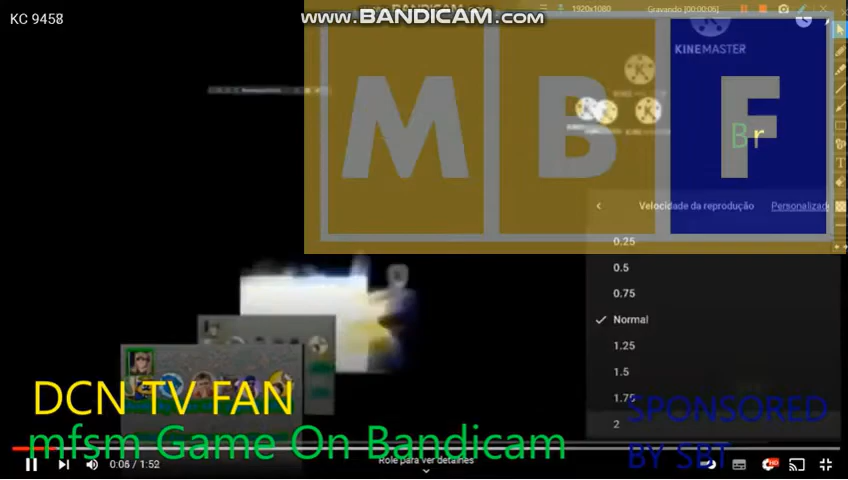 KC 9458
www.BANDICAM.com
1920x1080
Gravando [00:00:06]
KINEMASTER
M B F
Br
Velocidade da reprodução
Personalizado
0.25
0.5
0.75
Normal
1.25
1.5
1.75
2
DCN TV FAN
mfsm Game On Bandicam
SPONSORED
BY SBT
0:06 / 1:52
Role para ver detalhes
HD